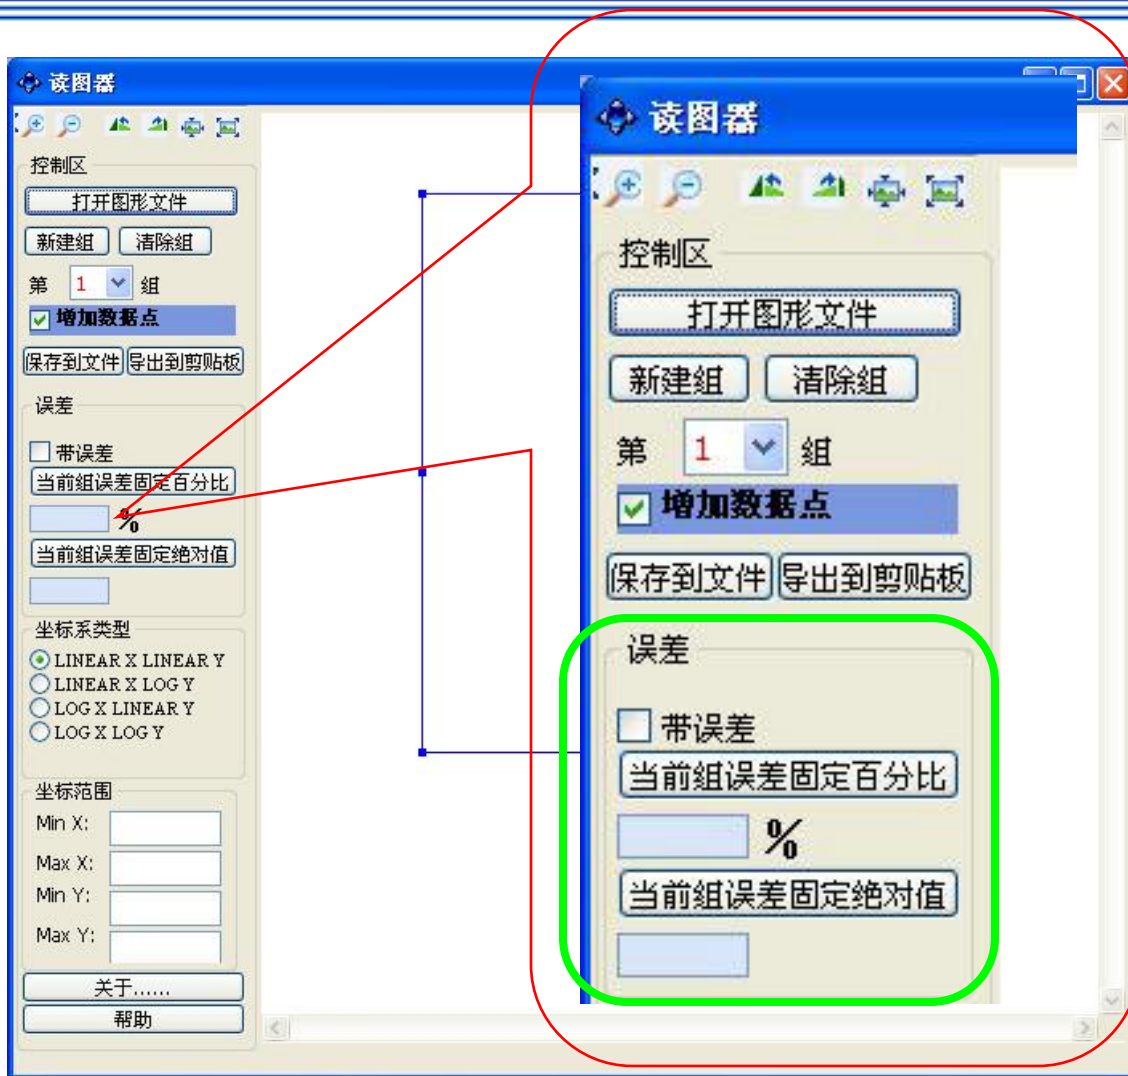 读图器
控制区
打开图形文件
新建组 清除组
第 1 组
增加数据点
保存到文件 导出到剪贴板
误差
带误差
当前组误差固定百分比
%
当前组误差固定绝对值
坐标系类型
LINEAR X LINEAR Y
LINEAR X LOG Y
LOG X LINEAR Y
LOG X LOG Y
坐标范围
Min X:
Max X:
Min Y:
Max Y:
关于......
帮助
读图器
控制区
打开图形文件
新建组 清除组
第 1 组
增加数据点
保存到文件 导出到剪贴板
误差
带误差
当前组误差固定百分比
%
当前组误差固定绝对值